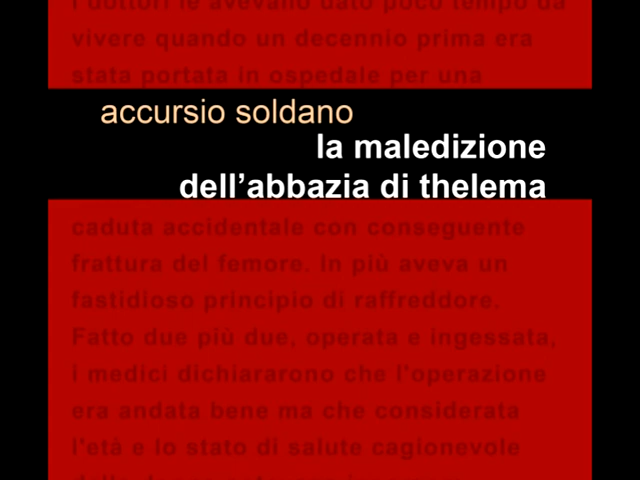 i dottori le avevano dato poco tempo da
vivere quando un decennio prima era
stata portata in ospedale per una
accursio soldano
la maledizione
dell’abbazia di thelema
caduta accidentale con conseguente
frattura del femore. In più aveva un
fastidioso principio di raffreddore.
Fatto due più due, operata e ingessata,
i medici dichiararono che l'operazione
era andata bene ma che considerata
l'età e lo stato di salute cagionevole